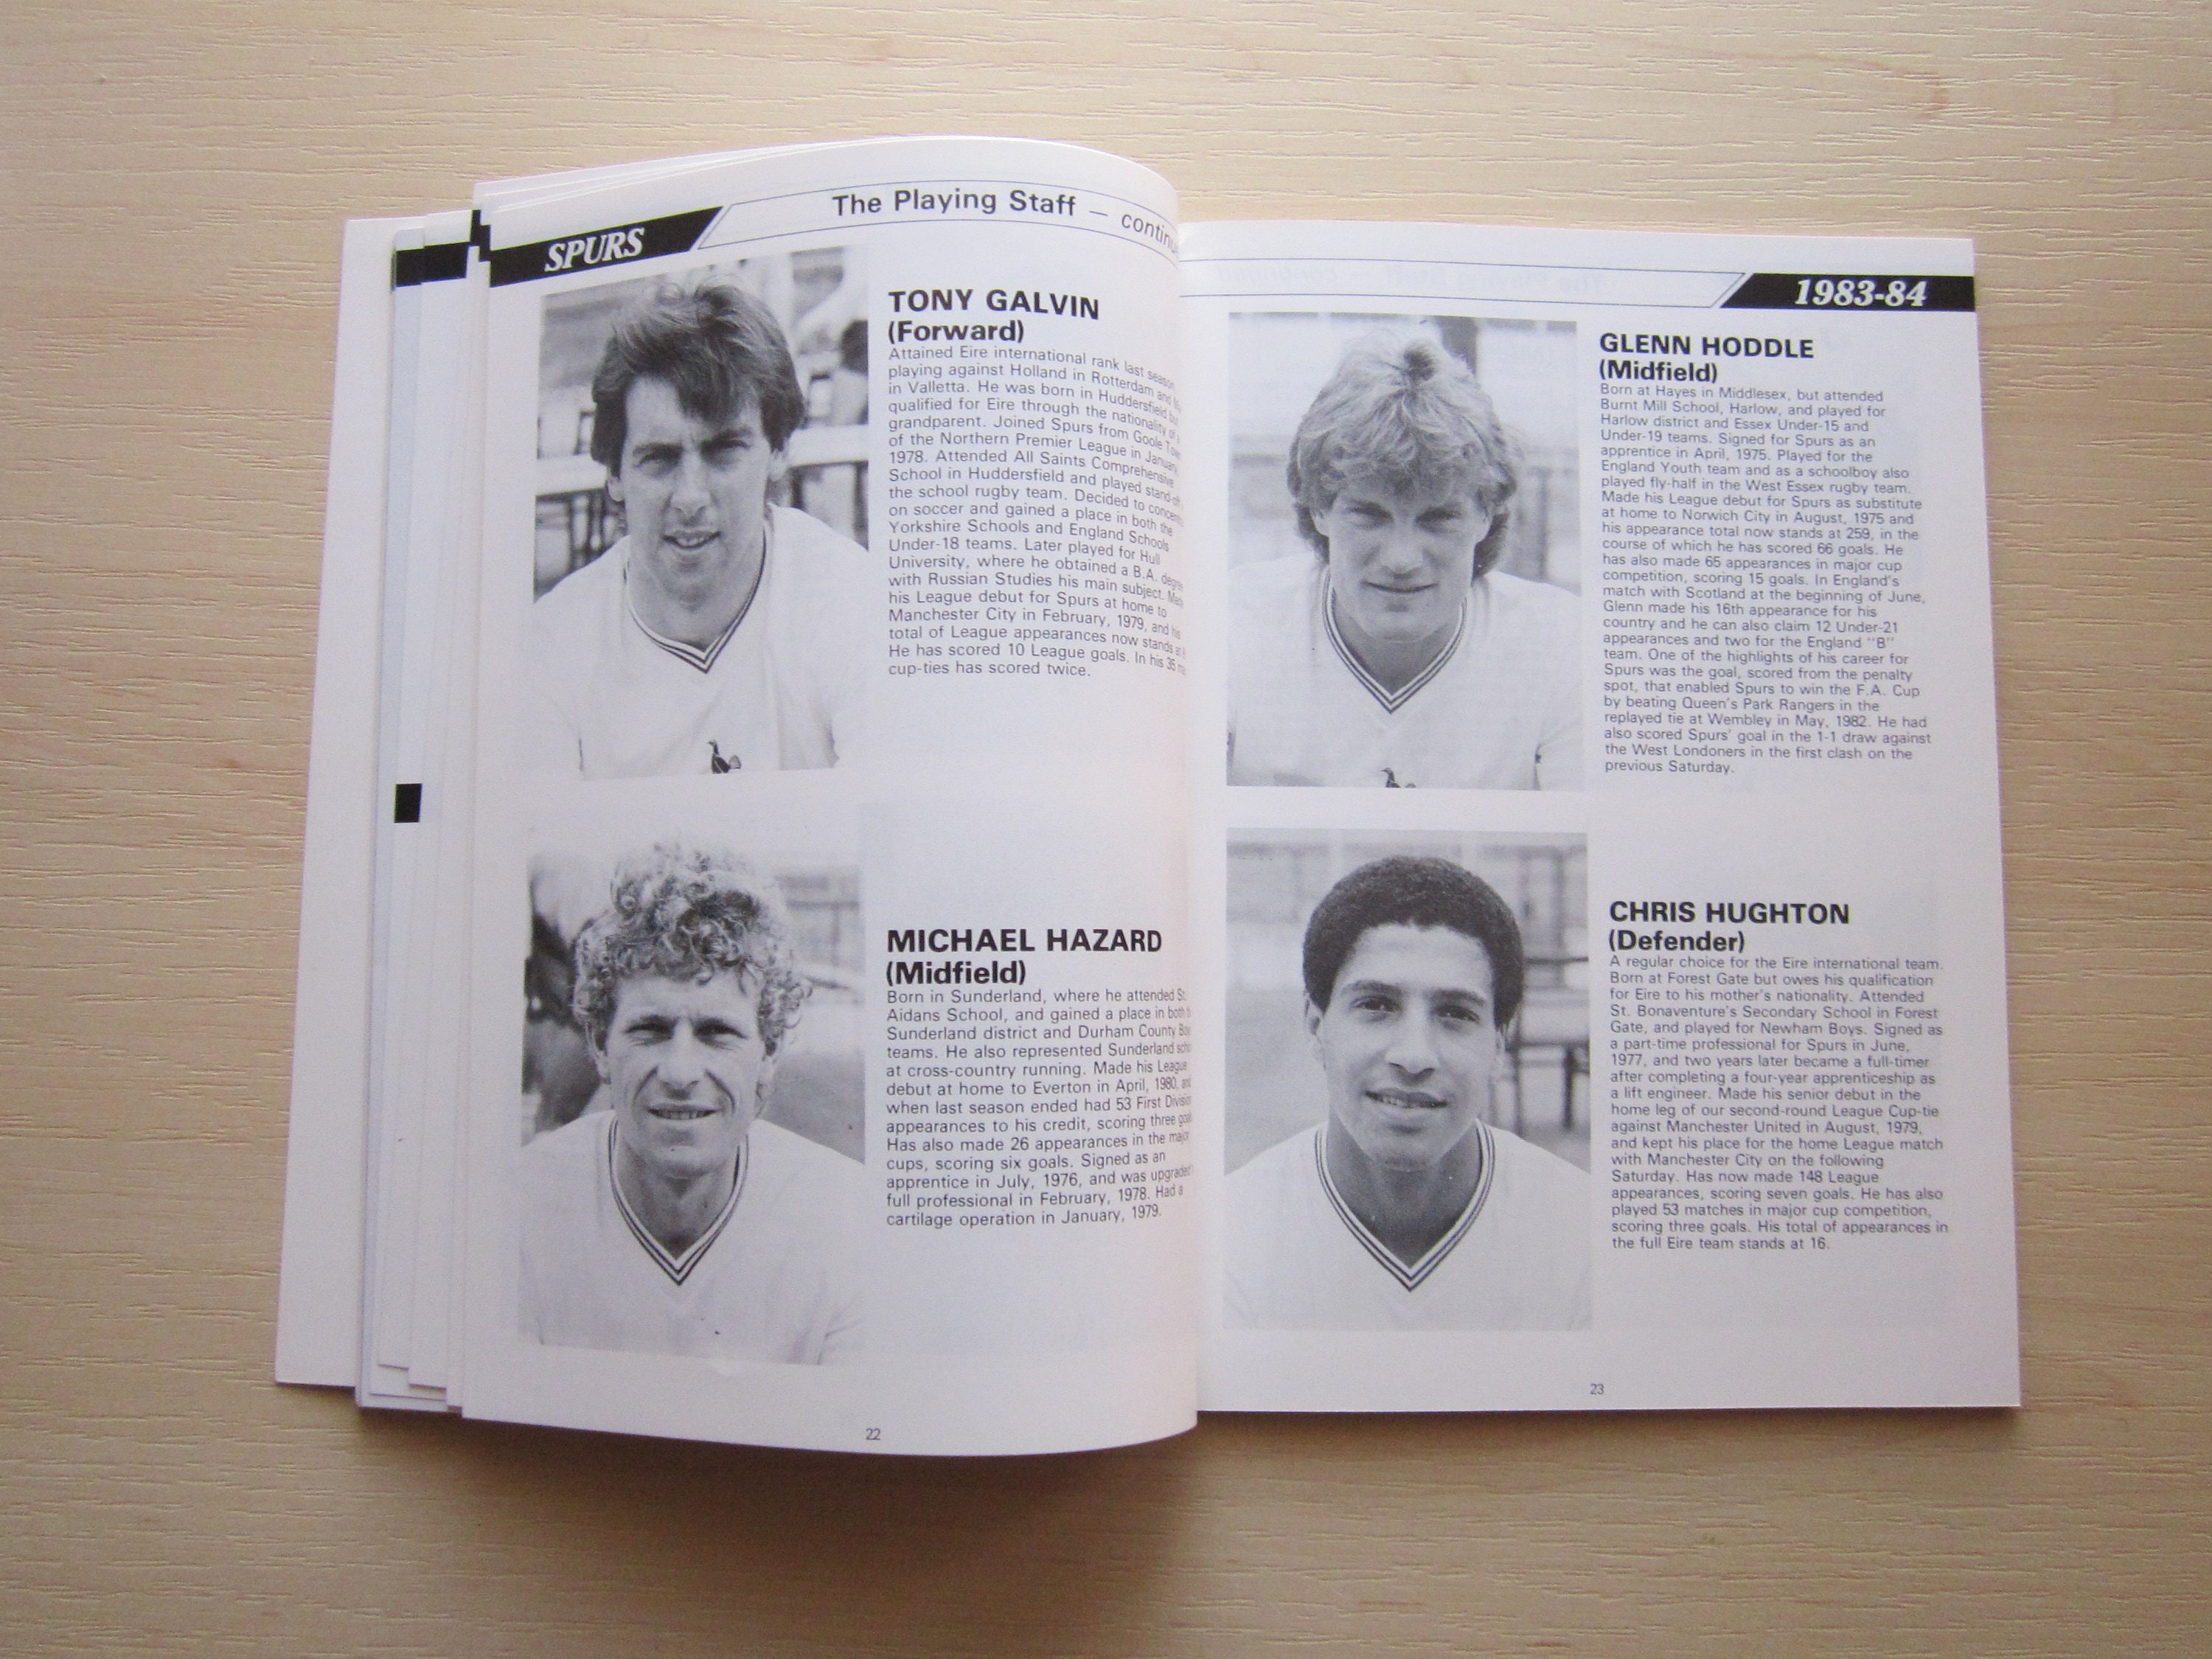 SPURS
The Playing Staff —
TONY GALVIN
(Forward)
Attained Eire international rank last season,
playing against Holland in Rotterdam and
in Valletta. He was born in Huddersfield
qualified for Eire through the nationality of a
grandparent. Joined Spurs from Goole
of the Northern Premier League in January,
1978. Attended All Saints Comprehensive
School in Huddersfield and played
the school rugby team. Decided to
on soccer and gained a place in both the
Yorkshire Schools and England Schools
Under-18 teams. Later played for Hull
University, where he obtained a B.A.
with Russian Studies his main subject.
his League debut for Spurs at home to
Manchester City in February, 1979, and his
total of League appearances now stands
He has scored 10 League goals. In his 35
cup-ties has scored twice.
MICHAEL HAZARD
(Midfield)
Born in Sunderland, where he attended St.
Aidans School, and gained a place in both
Sunderland district and Durham County
teams. He also represented Sunderland
at cross-country running. Made his League
debut at home to Everton in April, 1980,
when last season ended had 53 First
appearances to his credit, scoring three
Has also made 26 appearances in the major
cups, scoring six goals. Signed as an
apprentice in July, 1976, and was upgraded
full professional in February, 1978. Had a
cartilage operation in January, 1979.
22
1983-84
GLENN HODDLE
(Midfield)
Born at Hayes in Middlesex, but attended
Burnt Mill School, Harlow, and played for
Harlow district and Essex Under-15 and
Under-19 teams. Signed for Spurs as an
apprentice in April, 1975. Played for the
England Youth team and as a schoolboy also
played fly-half in the West Essex rugby team.
Made his League debut for Spurs as substitute
at home to Norwich City in August, 1975 and
his appearance total now stands at 259, in the
course of which he has scored 66 goals. He
has also made 65 appearances in major cup
competition, scoring 15 goals. In England's
match with Scotland at the beginning of June,
Glenn made his 16th appearance for his
country and he can also claim 12 Under-21
appearances and two for the England "B"
team. One of the highlights of his career for
Spurs was the goal, scored from the penalty
spot, that enabled Spurs to win the F.A. Cup
by beating Queen's Park Rangers in the
replayed tie at Wembley in May, 1982. He had
also scored Spurs' goal in the 1-1 draw against
the West Londoners in the first clash on the
previous Saturday.
CHRIS HUGHTON
(Defender)
A regular choice for the Eire international team.
Born at Forest Gate but owes his qualification
for Eire to his mother's nationality. Attended
St. Bonaventure's Secondary School in Forest
Gate, and played for Newham Boys. Signed as
a part-time professional for Spurs in June,
1977, and two years later became a full-timer
after completing a four-year apprenticeship as
a lift engineer. Made his senior debut in the
home leg of our second-round League Cup-tie
against Manchester United in August, 1979,
and kept his place for the home League match
with Manchester City on the following
Saturday. Has now made 148 League
appearances, scoring seven goals. He has also
played 53 matches in major cup competition,
scoring three goals. His total of appearances in
the full Eire team stands at 16.
23